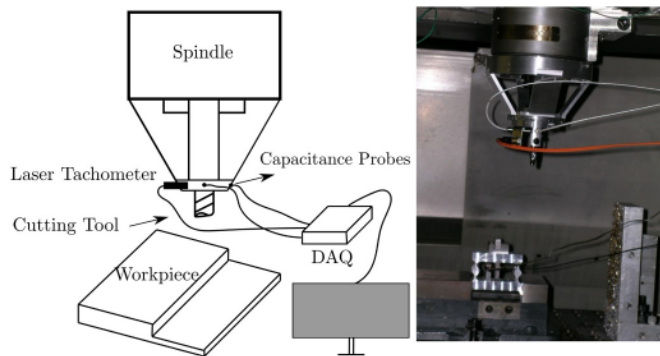 Spindle
Capacitance Probes
Laser Tachometer
Cutting Tool
DAQ
Workpiece